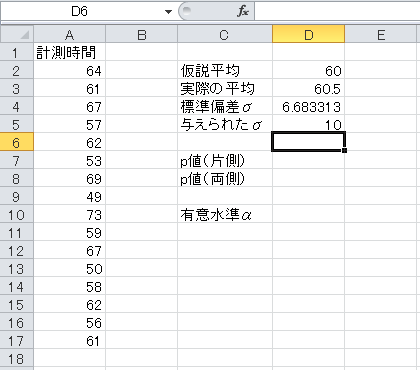 D6 fx
A B C D E
1 計測時間
2 64 仮説平均 60
3 61 実際の平均 60.5
4 67 標準偏差σ 6.683313
5 57 与えられたσ 10
6 62
7 53 p値(片側)
8 69 p値(両側)
9 49
10 73 有意水準α
11 59
12 67
13 50
14 58
15 62
16 56
17 61
18